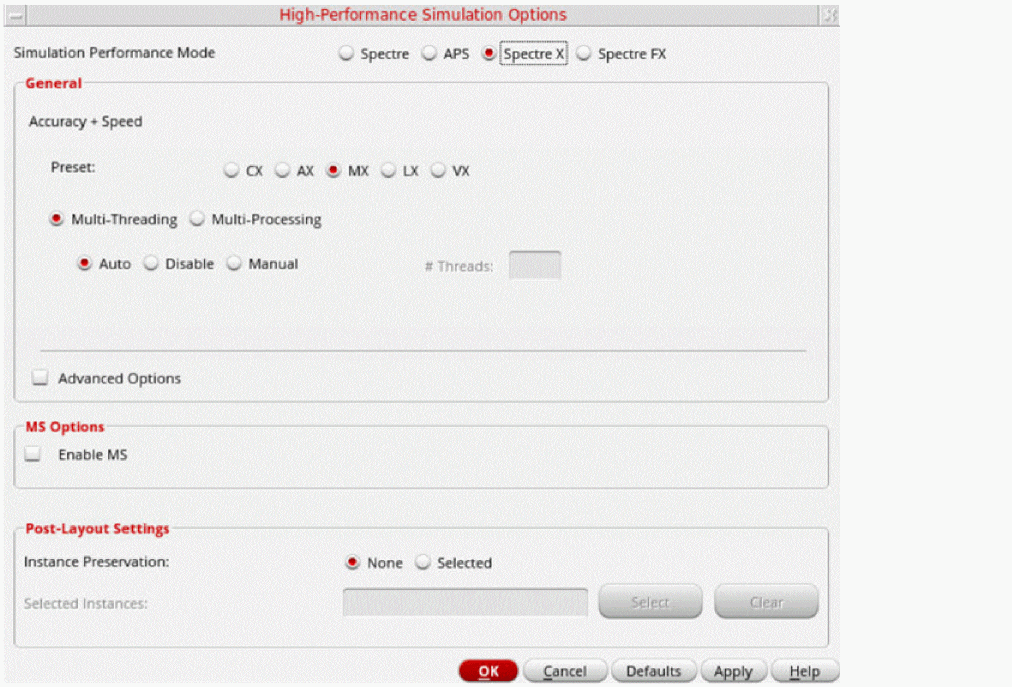 High-Performance Simulation Options
Simulation Performance Mode Spectre APS Spectre X Spectre FX
General
Accuracy + Speed
Preset: CX AX MX LX VX
Multi-Threading Multi-Processing
Auto Disable Manual # Threads:
Advanced Options
MS Options
Enable MS
Post-Layout Settings
Instance Preservation: None Selected
Selected Instances: Select Clear
OK Cancel Defaults Apply Help